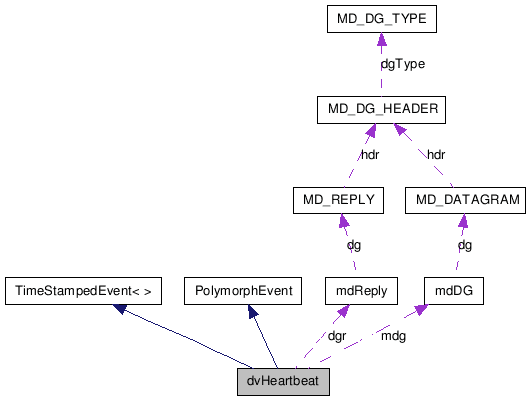 MD_DG_TYPE
dgType
MD_DG_HEADER
hdr hdr
MD_REPLY MD_DATAGRAM
dg dg
TimeStampedEvent< > PolymorphEvent mdReply mdDG
dgr mdg
dvHeartbeat